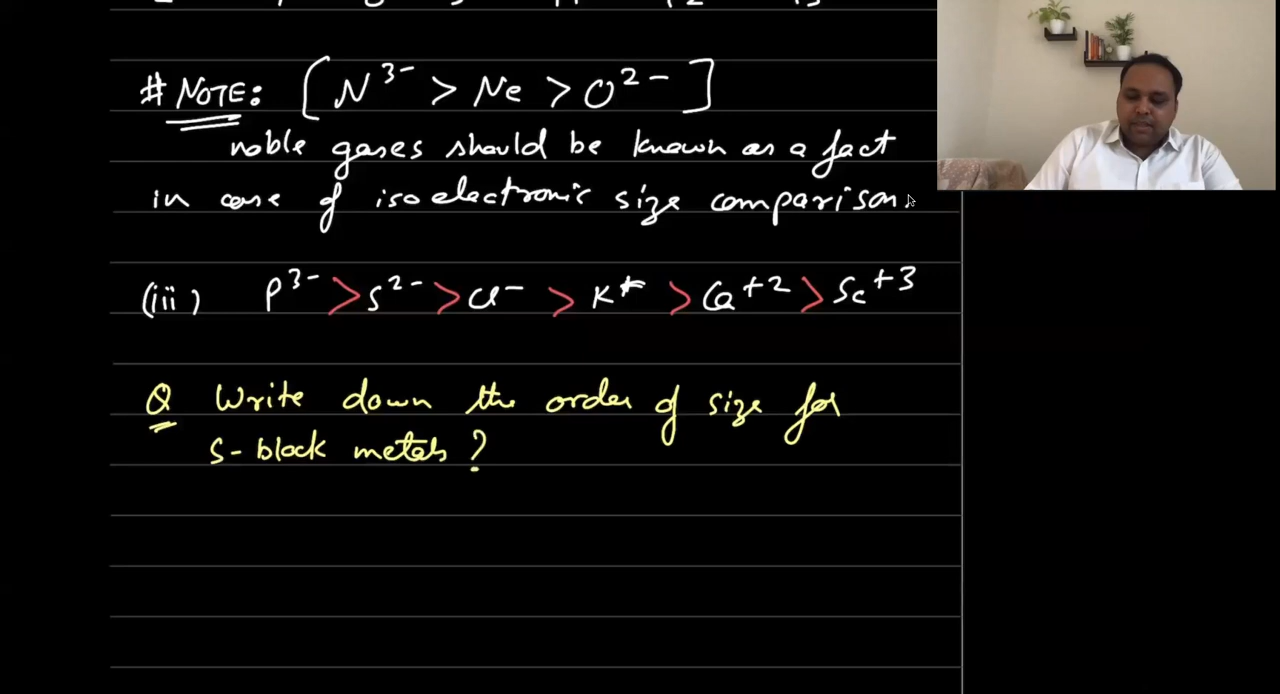 # NOTE: [N³⁻ > Ne > O²⁻]
noble gases should be known as a fact
in case of isoelectronic size comparison.
(iii) P³⁻ > S²⁻ > Cl⁻ > K⁺ > Ca⁺² > Sc⁺³
Q Write down the order of size for
S-block metals?